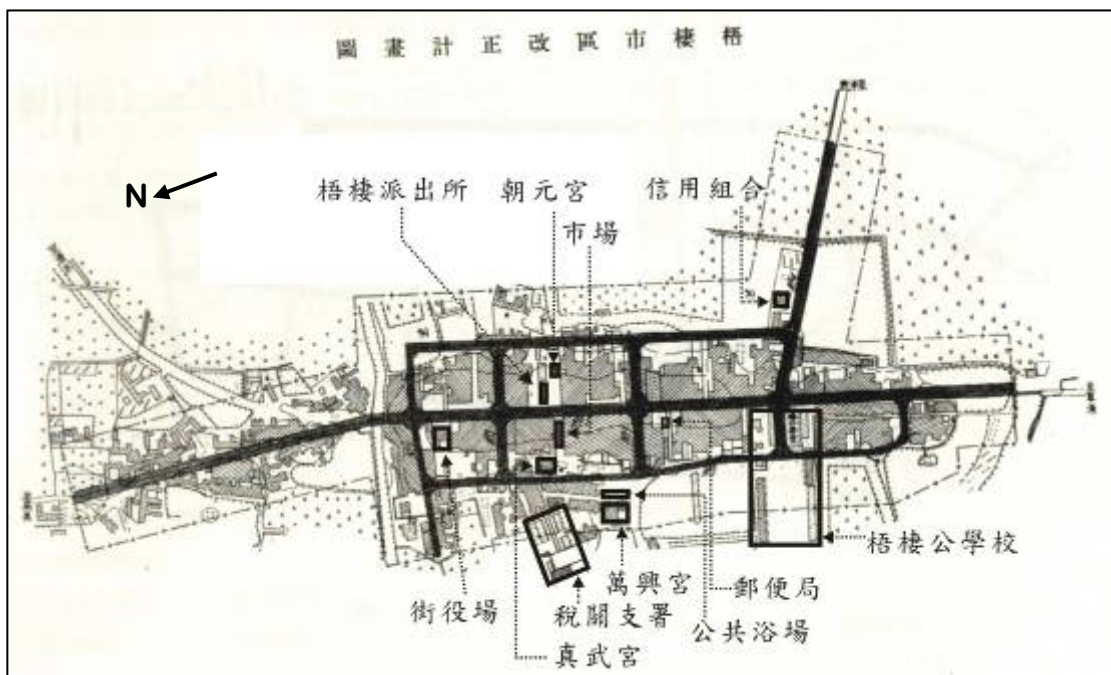 圖畫計正改區市棲梧
N
梧棲派出所
朝元宮
信用組合
市場
梧棲公學校
萬興宮
郵便局
街役場
稅關支署
公共浴場
真武宮